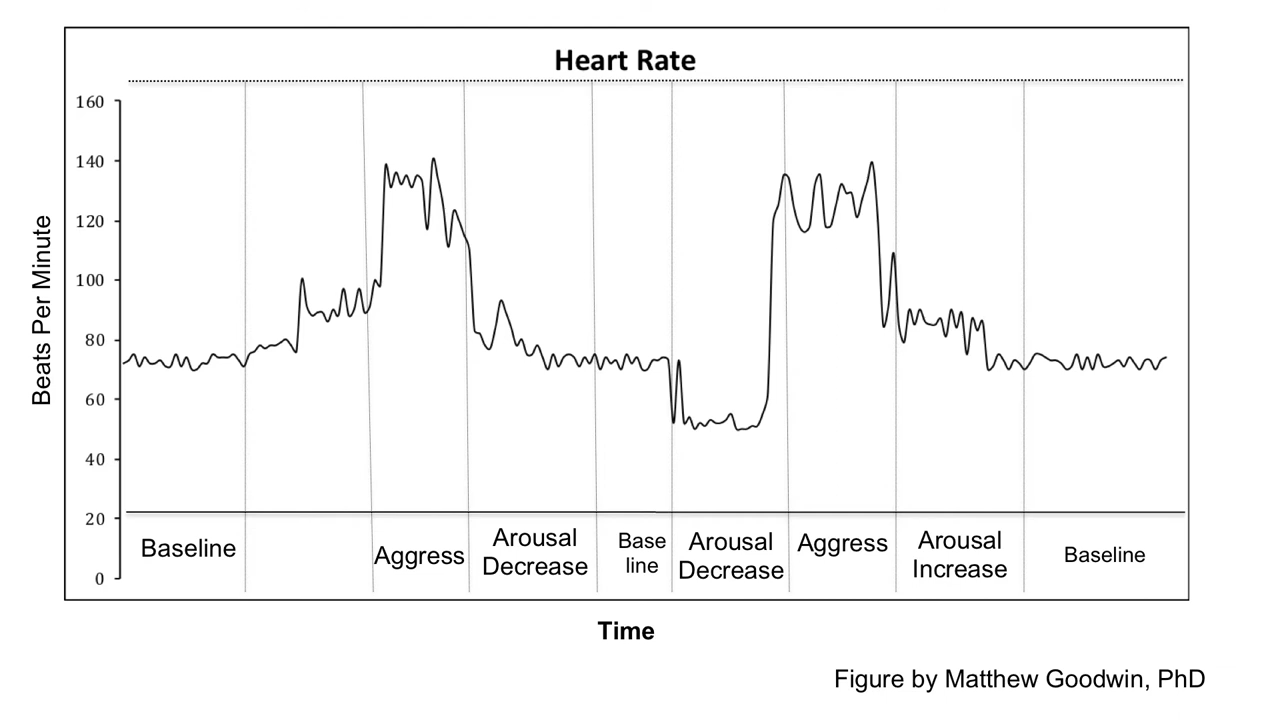 Heart Rate
160
140
120
100
80
60
40
20
0
Beats Per Minute
Baseline
Aggress
Arousal
Decrease
Base
line
Arousal
Decrease
Aggress
Arousal
Increase
Baseline
Time
Figure by Matthew Goodwin, PhD